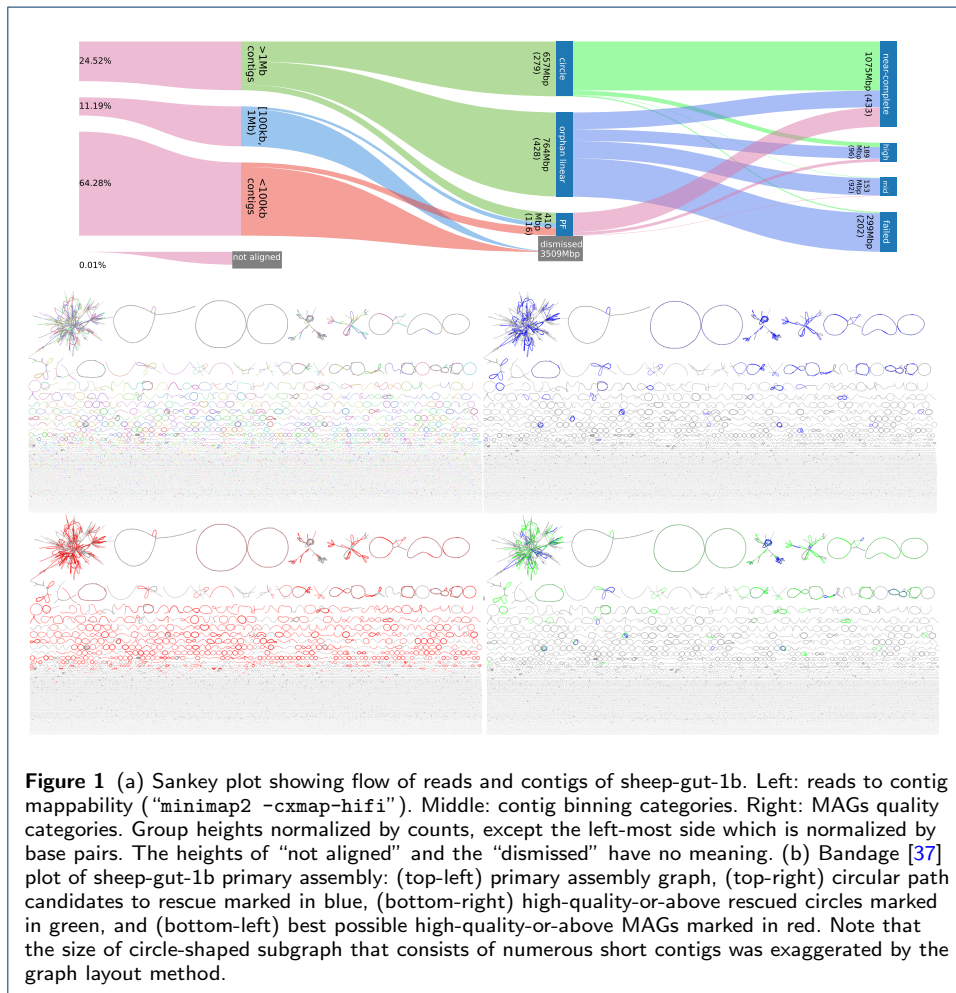 24.52%
>1Mb
contigs
657Mbp
(279)
circle
1075Mbp (433)
near-complete
11.19%
[100kb,
1Mb)
764Mbp
(428)
orphan linear
189
Mbp
(96)
high
64.28%
<100kb
contigs
153
Mbp
(92)
mid
410
Mbp
(116)
PF
299Mbp
(202)
failed
0.01%
not aligned
dismissed
3509Mbp
Figure 1 (a) Sankey plot showing flow of reads and contigs of sheep-gut-1b. Left: reads to contig
mappability (“minimap2 -cxmap-hifi”). Middle: contig binning categories. Right: MAGs quality
categories. Group heights normalized by counts, except the left-most side which is normalized by
base pairs. The heights of “not aligned” and the “dismissed” have no meaning. (b) Bandage [37]
plot of sheep-gut-1b primary assembly: (top-left) primary assembly graph, (top-right) circular path
candidates to rescue marked in blue, (bottom-right) high-quality-or-above rescued circles marked
in green, and (bottom-left) best possible high-quality-or-above MAGs marked in red. Note that
the size of circle-shaped subgraph that consists of numerous short contigs was exaggerated by the
graph layout method.